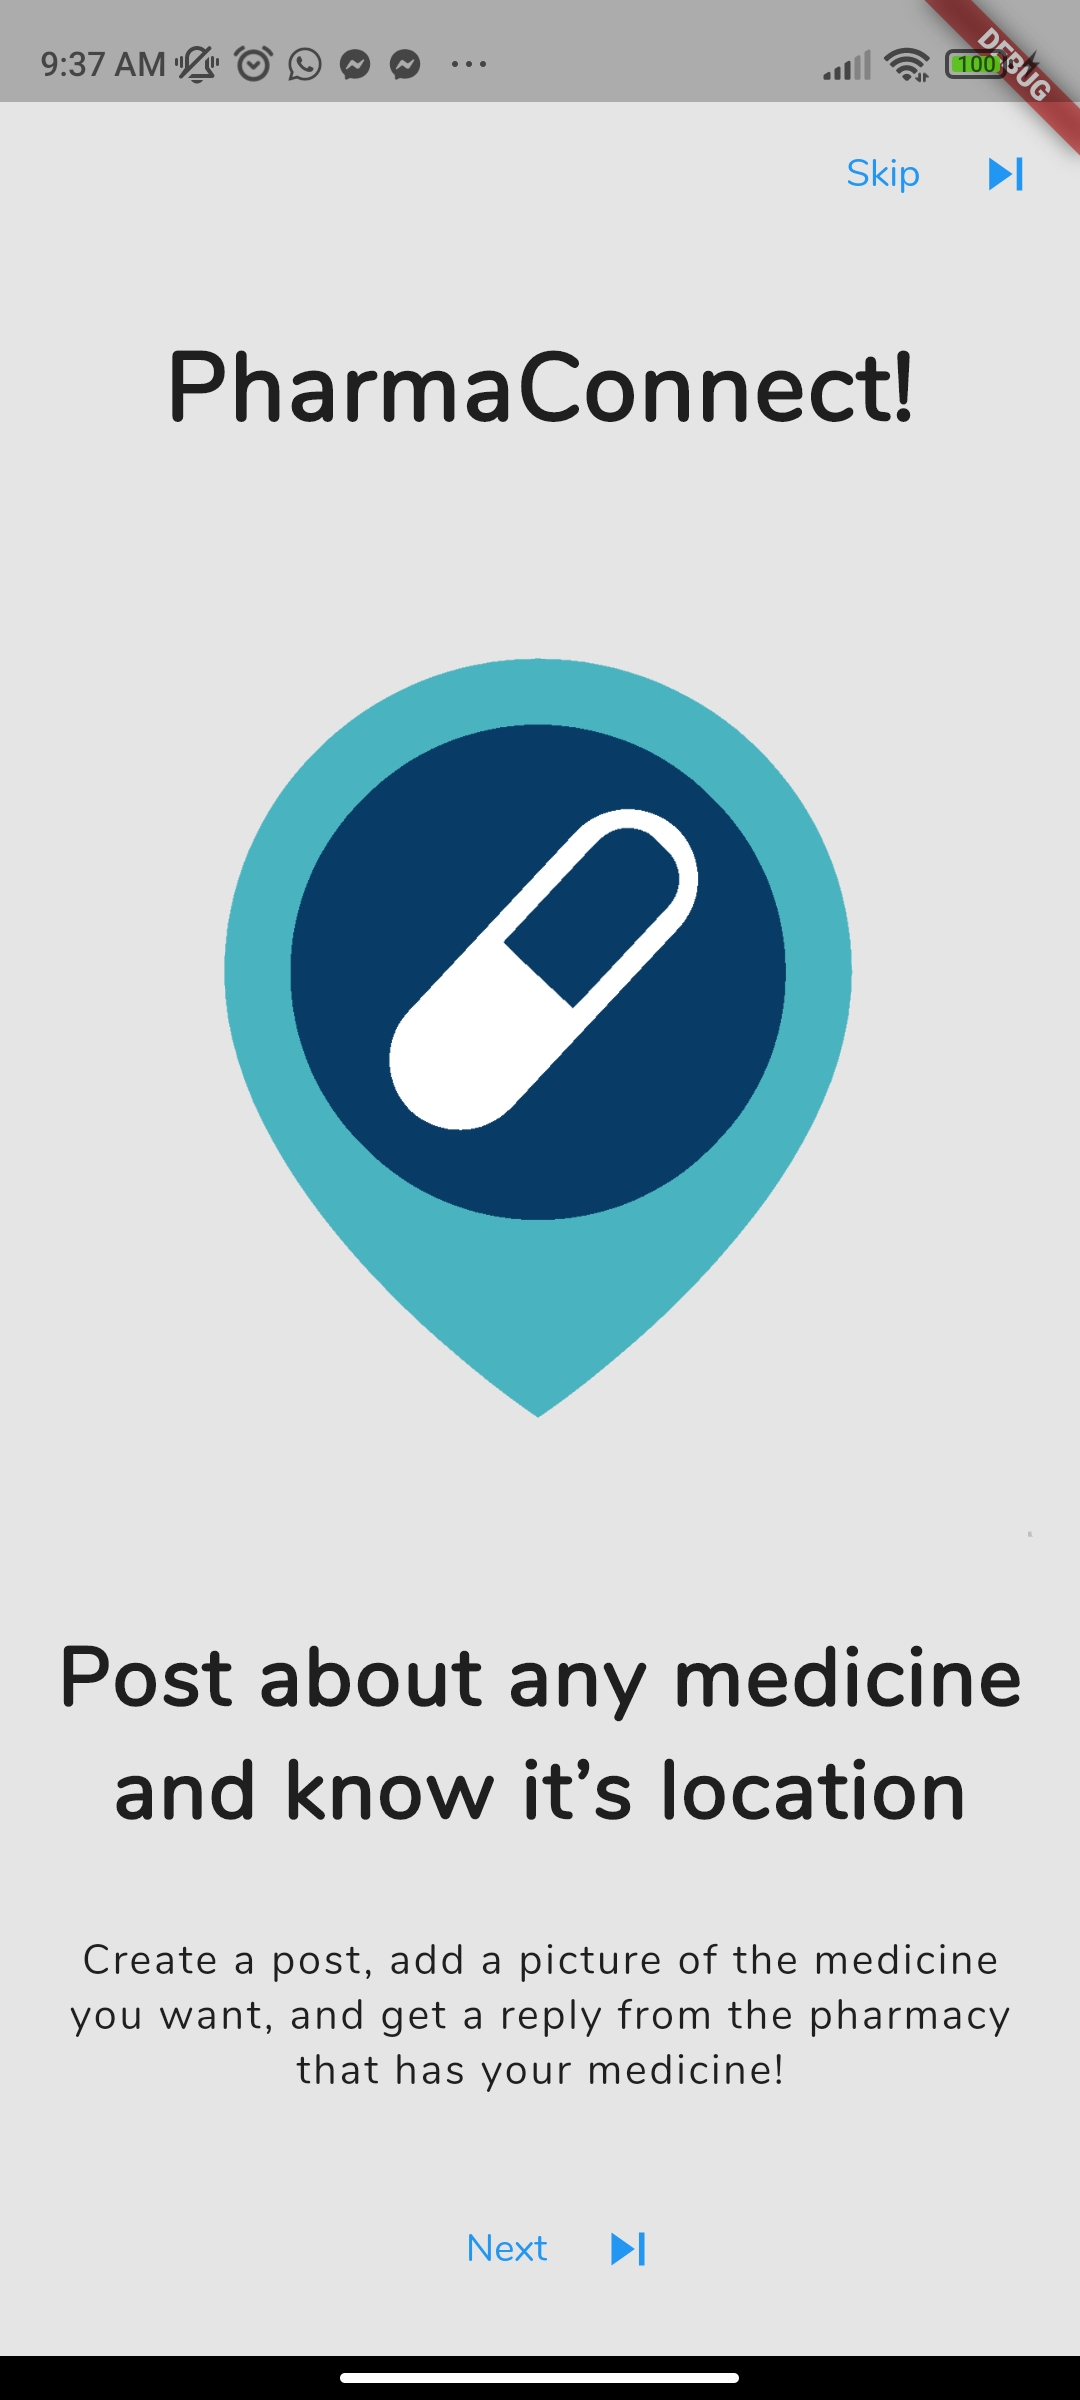 9:37 AM
100
DEBUG
Skip
PharmaConnect!
Post about any medicine
and know it’s location
Create a post, add a picture of the medicine
you want, and get a reply from the pharmacy
that has your medicine!
Next